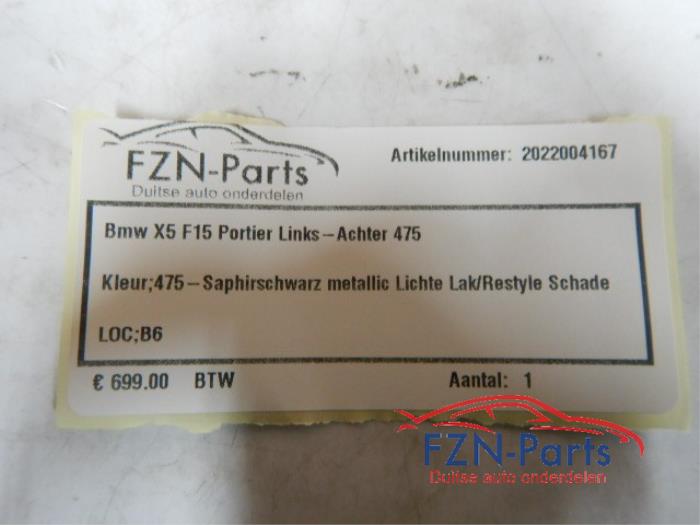 FZN-Parts
Duitse auto onderdelen
Artikelnummer: 2022004167
Bmw X5 F15 Portier Links-Achter 475
Kleur;475-Saphirschwarz metallic Lichte Lak/Restyle Schade
LOC;B6
€ 699.00 BTW Aantal: 1
FZN-Parts
Duitse auto onderdelen